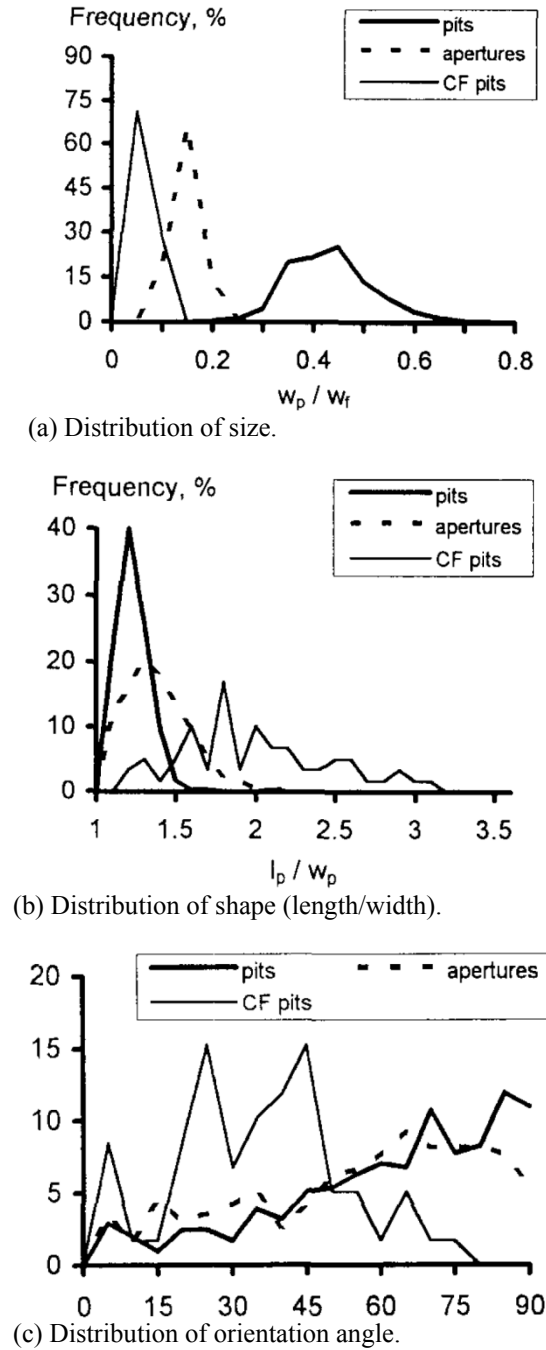 Frequency, %
pits
apertures
CF pits
90
75
60
45
30
15
0
0 0.2 0.4 0.6 0.8
w_p / w_f
(a) Distribution of size.
Frequency, %
pits
apertures
CF pits
40
30
20
10
0
1 1.5 2 2.5 3 3.5
l_p / w_p
(b) Distribution of shape (length/width).
pits apertures
CF pits
20
15
10
5
0
0 15 30 45 60 75 90
(c) Distribution of orientation angle.